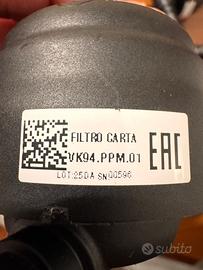 FILTRO CARTA
VK94.PPM.01
LOT:25DA SN00596
EAC
subito